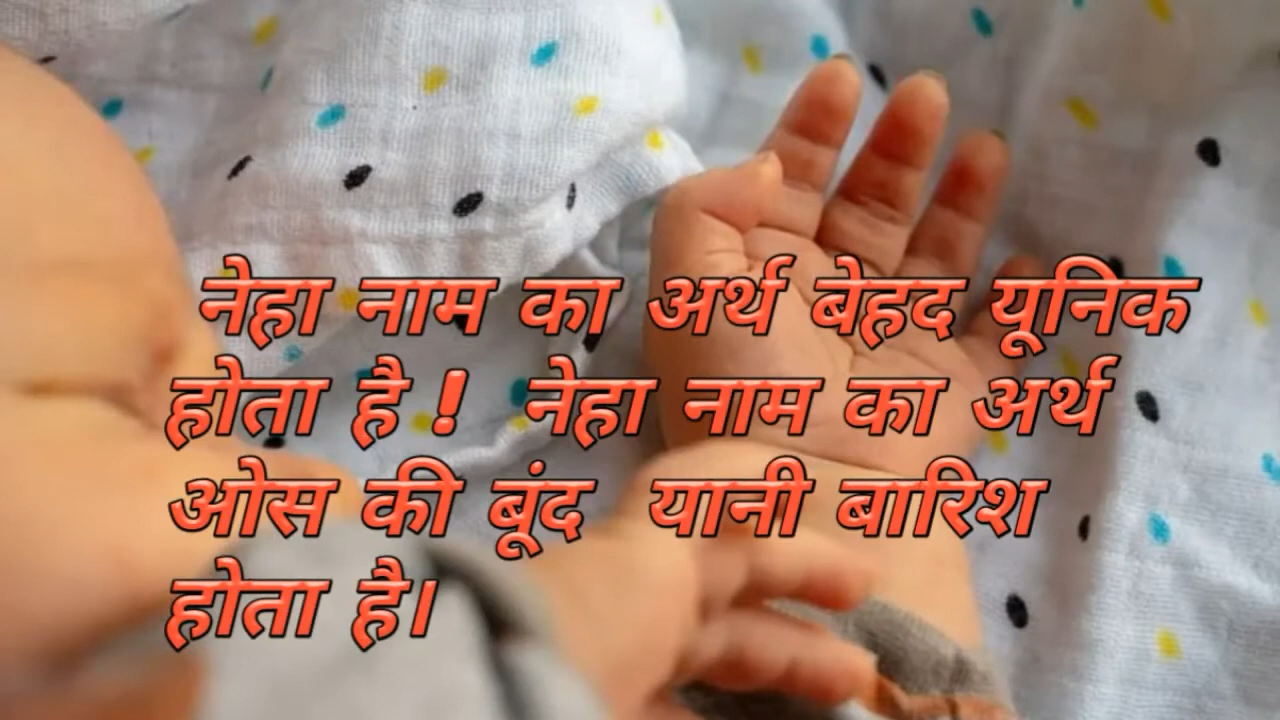 नेहा नाम का अर्थ बेहद यूनिक
होता है ! नेहा नाम का अर्थ
ओस की बूंद यानी बारिश
होता है।